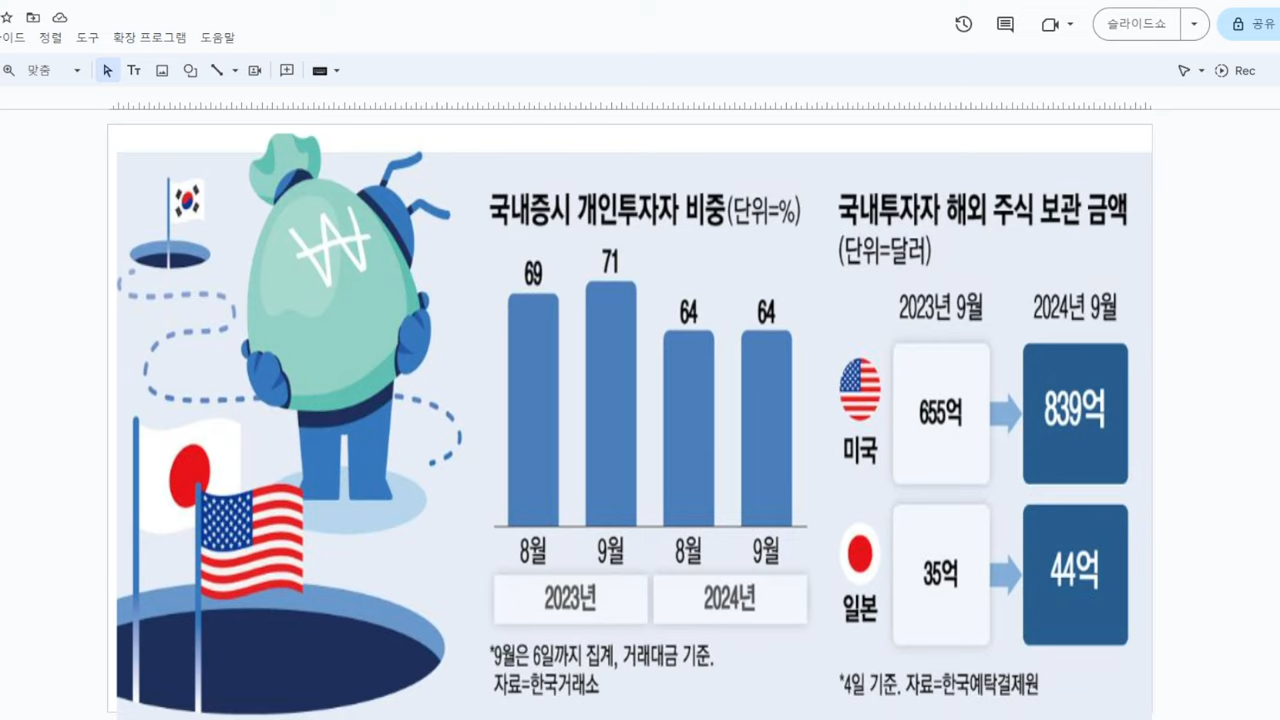 정렬 도구 확장 프로그램 도움말
슬라이드쇼
공유
맞춤
Rec
국내증시 개인투자자 비중(단위=%)
69
71
64
64
8월
9월
8월
9월
2023년
2024년
*9월은 6일까지 집계, 거래대금 기준.
자료=한국거래소
국내투자자 해외 주식 보관 금액
(단위=달러)
2023년 9월
2024년 9월
미국
655억
839억
일본
35억
44억
*4일 기준. 자료=한국예탁결제원